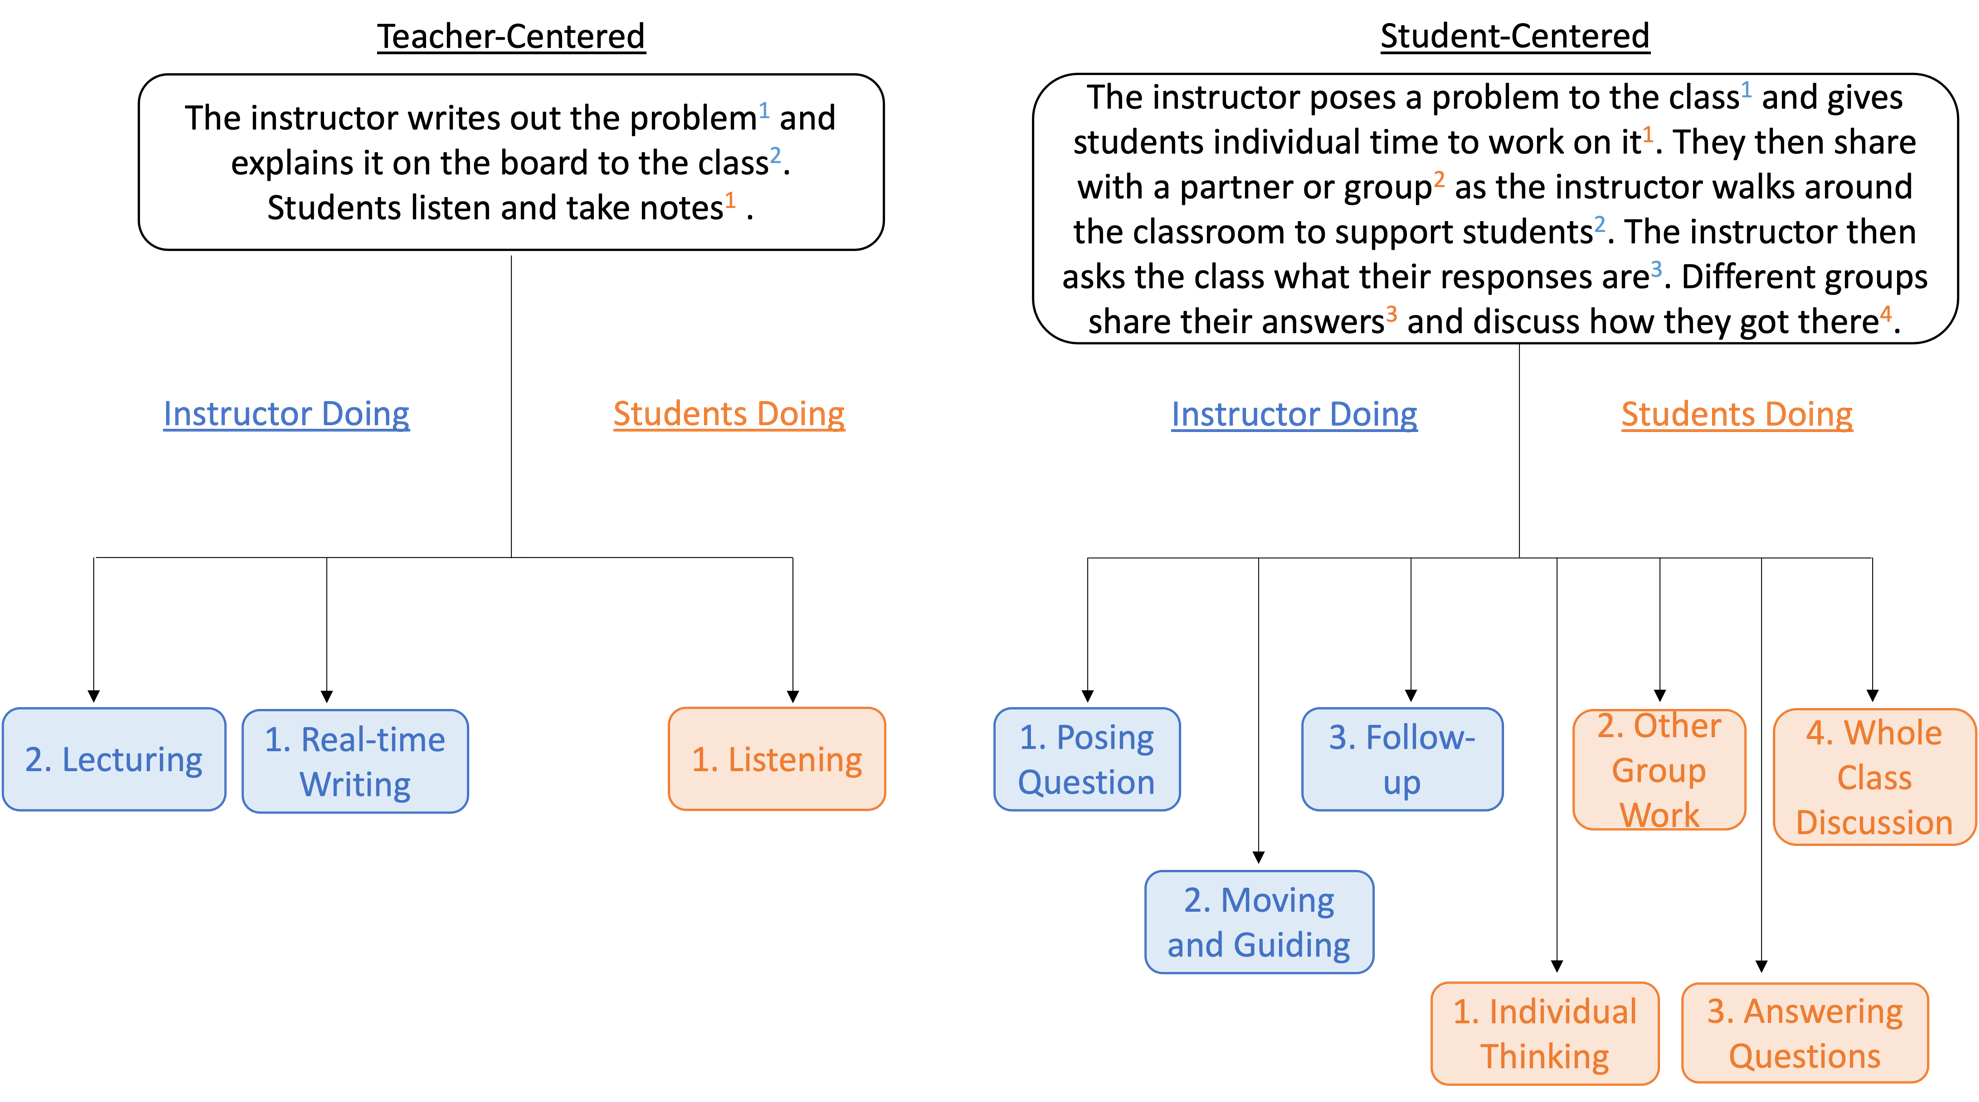 Teacher-Centered
The instructor writes out the problem1 and
explains it on the board to the class2.
Students listen and take notes1 .
Instructor Doing
Students Doing
2. Lecturing
1. Real-time
Writing
1. Listening
Student-Centered
The instructor poses a problem to the class1 and gives
students individual time to work on it1. They then share
with a partner or group2 as the instructor walks around
the classroom to support students2. The instructor then
asks the class what their responses are3. Different groups
share their answers3 and discuss how they got there4.
Instructor Doing
Students Doing
1. Posing
Question
2. Moving
and Guiding
3. Follow-
up
1. Individual
Thinking
2. Other
Group
Work
3. Answering
Questions
4. Whole
Class
Discussion